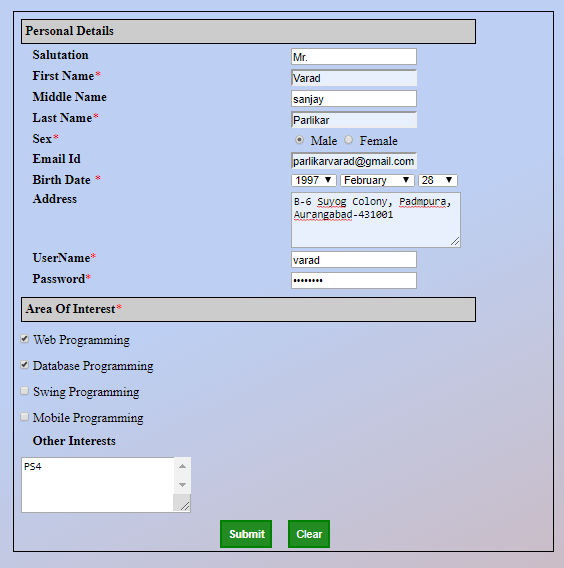 Personal Details
Salutation Mr.
First Name* Varad
Middle Name sanjay
Last Name* Parlikar
Sex* Male Female
Email Id parlikarvarad@gmail.com
Birth Date * 1997 February 28
Address B-6 Suyog Colony, Padmpura,
Aurangabad-431001
UserName* varad
Password* ••••••••
Area Of Interest*
Web Programming
Database Programming
Swing Programming
Mobile Programming
Other Interests
PS4
Submit Clear